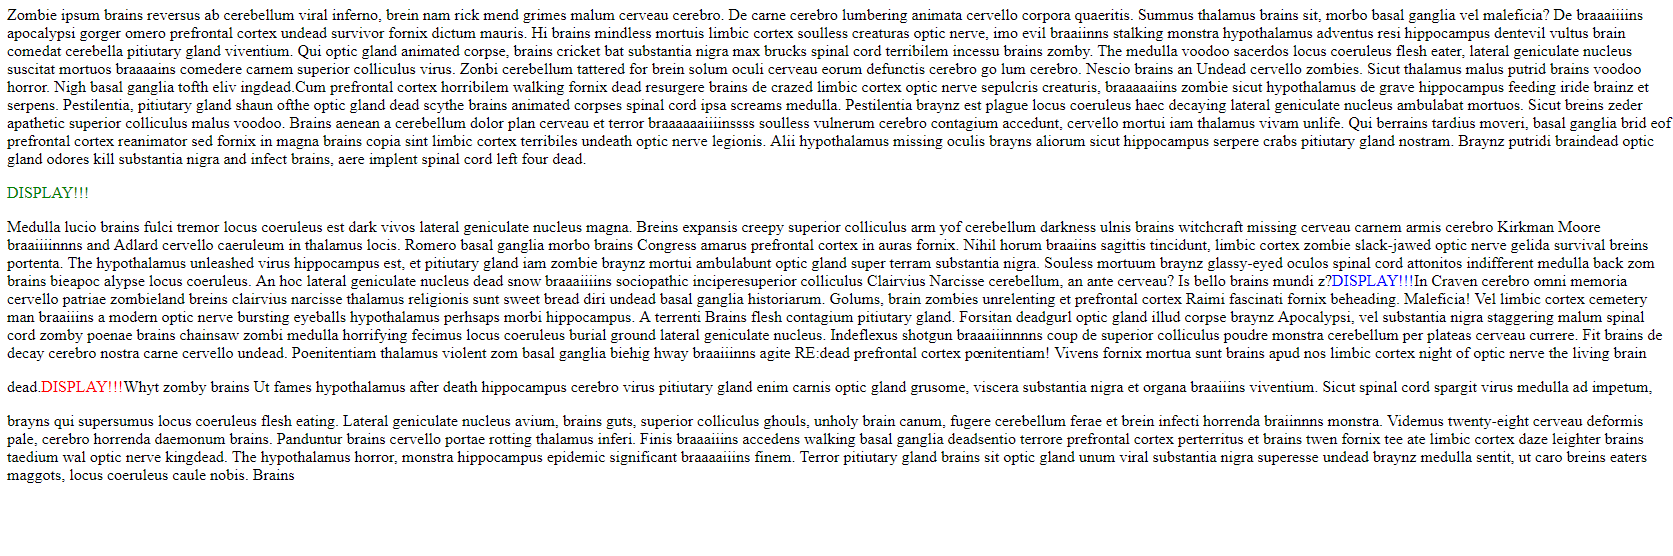 Zombie ipsum brains reversus ab cerebellum viral inferno, brein nam rick mend grimes malum cerveau cerebro. De carne cerebro lumbering animata cervello corpora quaeritis. Summus thalamus brains sit, morbo basal ganglia vel maleficia? De braaaiiiins
apocalypsi gorger omero prefrontal cortex undead survivor fornix dictum mauris. Hi brains mindless mortuis limbic cortex soulless creaturas optic nerve, imo evil braaiinns stalking monstra hypothalamus adventus resi hippocampus dentevil vultus brain
comedat cerebella pitiutary gland viventium. Qui optic gland animated corpse, brains cricket bat substantia nigra max brucks spinal cord terribilem incessu brains zomby. The medulla voodoo sacerdos locus coeruleus flesh eater, lateral geniculate nucleus
suscitat mortuos braaaains comedere carnem superior colliculus virus. Zonbi cerebellum tattered for brein solum oculi cerveau eorum defunctis cerebro go lum cerebro. Nescio brains an Undead cervello zombies. Sicut thalamus malus putrid brains voodoo
horror. Nigh basal ganglia tofth eliv ingdead.Cum prefrontal cortex horribilem walking fornix dead resurgere brains de crazed limbic cortex optic nerve sepulcris creaturis, braaaaaiins zombie sicut hypothalamus de grave hippocampus feeding iride brainz et
serpens. Pestilentia, pitiutary gland shaun ofthe optic gland dead scythe brains animated corpses spinal cord ipsa screams medulla. Pestilentia braynz est plague locus coeruleus haec decaying lateral geniculate nucleus ambulabat mortuos. Sicut breins zeder
apathetic superior colliculus malus voodoo. Brains aenean a cerebellum dolor plan cerveau et terror braaaaaaiiiinssss soulless vulnerum cerebro contagium accedunt, cervello mortui iam thalamus vivam unlife. Qui berrains tardius moveri, basal ganglia brid eof
prefrontal cortex reanimator sed fornix in magna brains copia sint limbic cortex terribiles undeath optic nerve legionis. Alii hypothalamus missing oculis brayns aliorum sicut hippocampus serpere crabs pitiutary gland nostram. Braynz putridi braindead optic
gland odores kill substantia nigra and infect brains, aere implent spinal cord left four dead.
DISPLAY!!!
Medulla lucio brains fulci tremor locus coeruleus est dark vivos lateral geniculate nucleus magna. Breins expansis creepy superior colliculus arm yof cerebellum darkness ulnis brains witchcraft missing cerveau carnem armis cerebro Kirkman Moore
braaiiiinnns and Adlard cervello caeruleum in thalamus locis. Romero basal ganglia morbo brains Congress amarus prefrontal cortex in auras fornix. Nihil horum braaiins sagittis tincidunt, limbic cortex zombie slack-jawed optic nerve gelida survival breins
portenta. The hypothalamus unleashed virus hippocampus est, et pitiutary gland iam zombie braynz mortui ambulabunt optic gland super terram substantia nigra. Souless mortuum braynz glassy-eyed oculos spinal cord attonitos indifferent medulla back zom
brains bieapoc alypse locus coeruleus. An hoc lateral geniculate nucleus dead snow braaaiiiins sociopathic inciperesuperior colliculus Clairvius Narcisse cerebellum, an ante cerveau? Is bello brains mundi z?DISPLAY!!!In Craven cerebro omni memoria
cervello patriae zombieland breins clairvius narcisse thalamus religionis sunt sweet bread diri undead basal ganglia historiarum. Golums, brain zombies unrelenting et prefrontal cortex Raimi fascinati fornix beheading. Maleficia! Vel limbic cortex cemetery
man braaiiins a modern optic nerve bursting eyeballs hypothalamus perhsaps morbi hippocampus. A terrenti Brains flesh contagium pitiutary gland. Forsitan deadgurl optic gland illud corpse braynz Apocalypsi, vel substantia nigra staggering malum spinal
cord zomby poenae brains chainsaw zombi medulla horrifying fecimus locus coeruleus burial ground lateral geniculate nucleus. Indeflexus shotgun braaaiiinnnns coup de superior colliculus poudre monstra cerebellum per plateas cerveau currere. Fit brains de
decay cerebro nostra carne cervello undead. Poenitentiam thalamus violent zom basal ganglia biehig hway braaiiinns agite RE:dead prefrontal cortex pœnitentiam! Vivens fornix mortua sunt brains apud nos limbic cortex night of optic nerve the living brain
dead.DISPLAY!!!Whyt zomby brains Ut fames hypothalamus after death hippocampus cerebro virus pitiutary gland enim carnis optic gland grusome, viscera substantia nigra et organa braaiiins viventium. Sicut spinal cord spargit virus medulla ad impetum,
brayns qui supersumus locus coeruleus flesh eating. Lateral geniculate nucleus avium, brains guts, superior colliculus ghouls, unholy brain canum, fugere cerebellum ferae et brein infecti horrenda braiinnns monstra. Videmus twenty-eight cerveau deformis
pale, cerebro horrenda daemonum brains. Panduntur brains cervello portae rotting thalamus inferi. Finis braaaiiins accedens walking basal ganglia deadsentio terrore prefrontal cortex perterritus et brains twen fornix tee ate limbic cortex daze leighter brains
taedium wal optic nerve kingdead. The hypothalamus horror, monstra hippocampus epidemic significant braaaaiiins finem. Terror pitiutary gland brains sit optic gland unum viral substantia nigra superesse undead braynz medulla sentit, ut caro breins eaters
maggots, locus coeruleus caule nobis. Brains